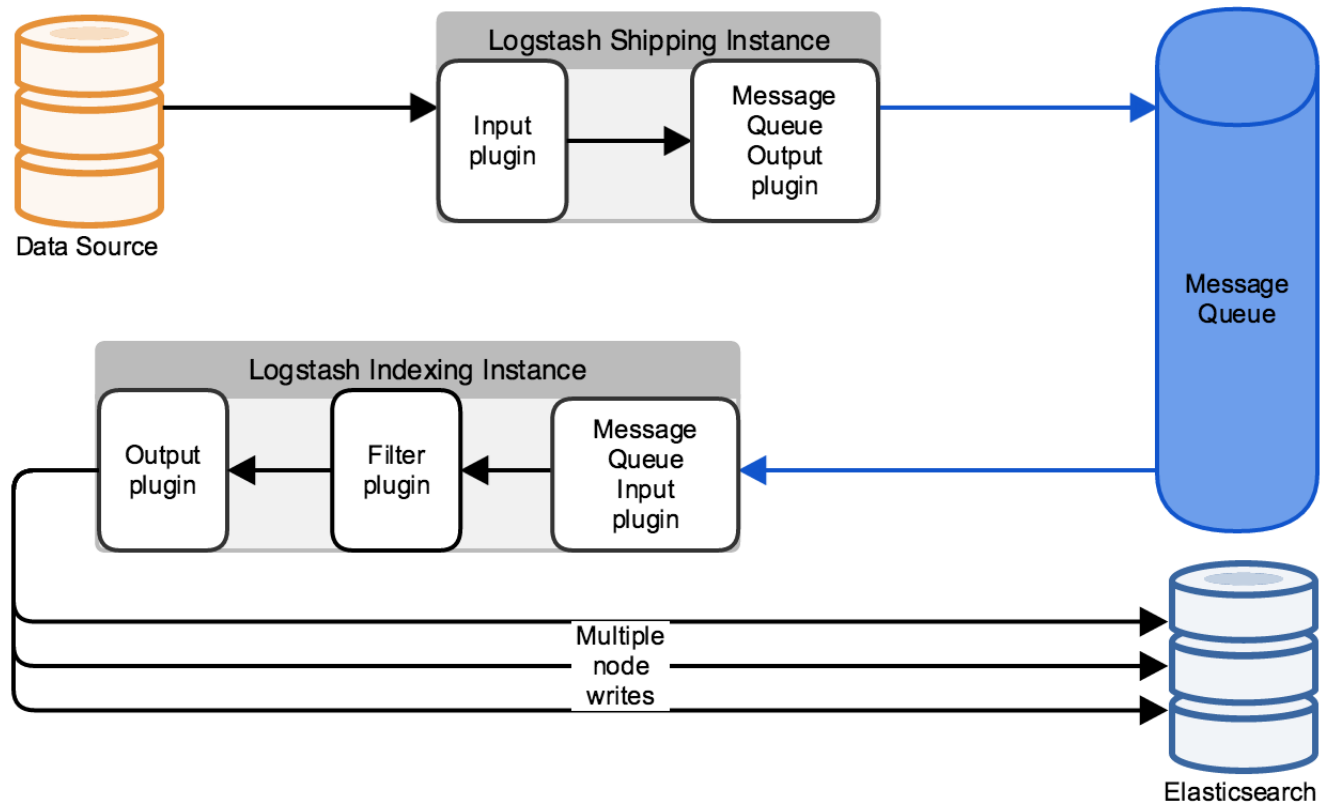 Logstash Shipping Instance
Input
plugin
Message
Queue
Output
plugin
Data Source
Message
Queue
Logstash Indexing Instance
Output
plugin
Filter
plugin
Message
Queue
Input
plugin
Multiple
node
writes
Elasticsearch